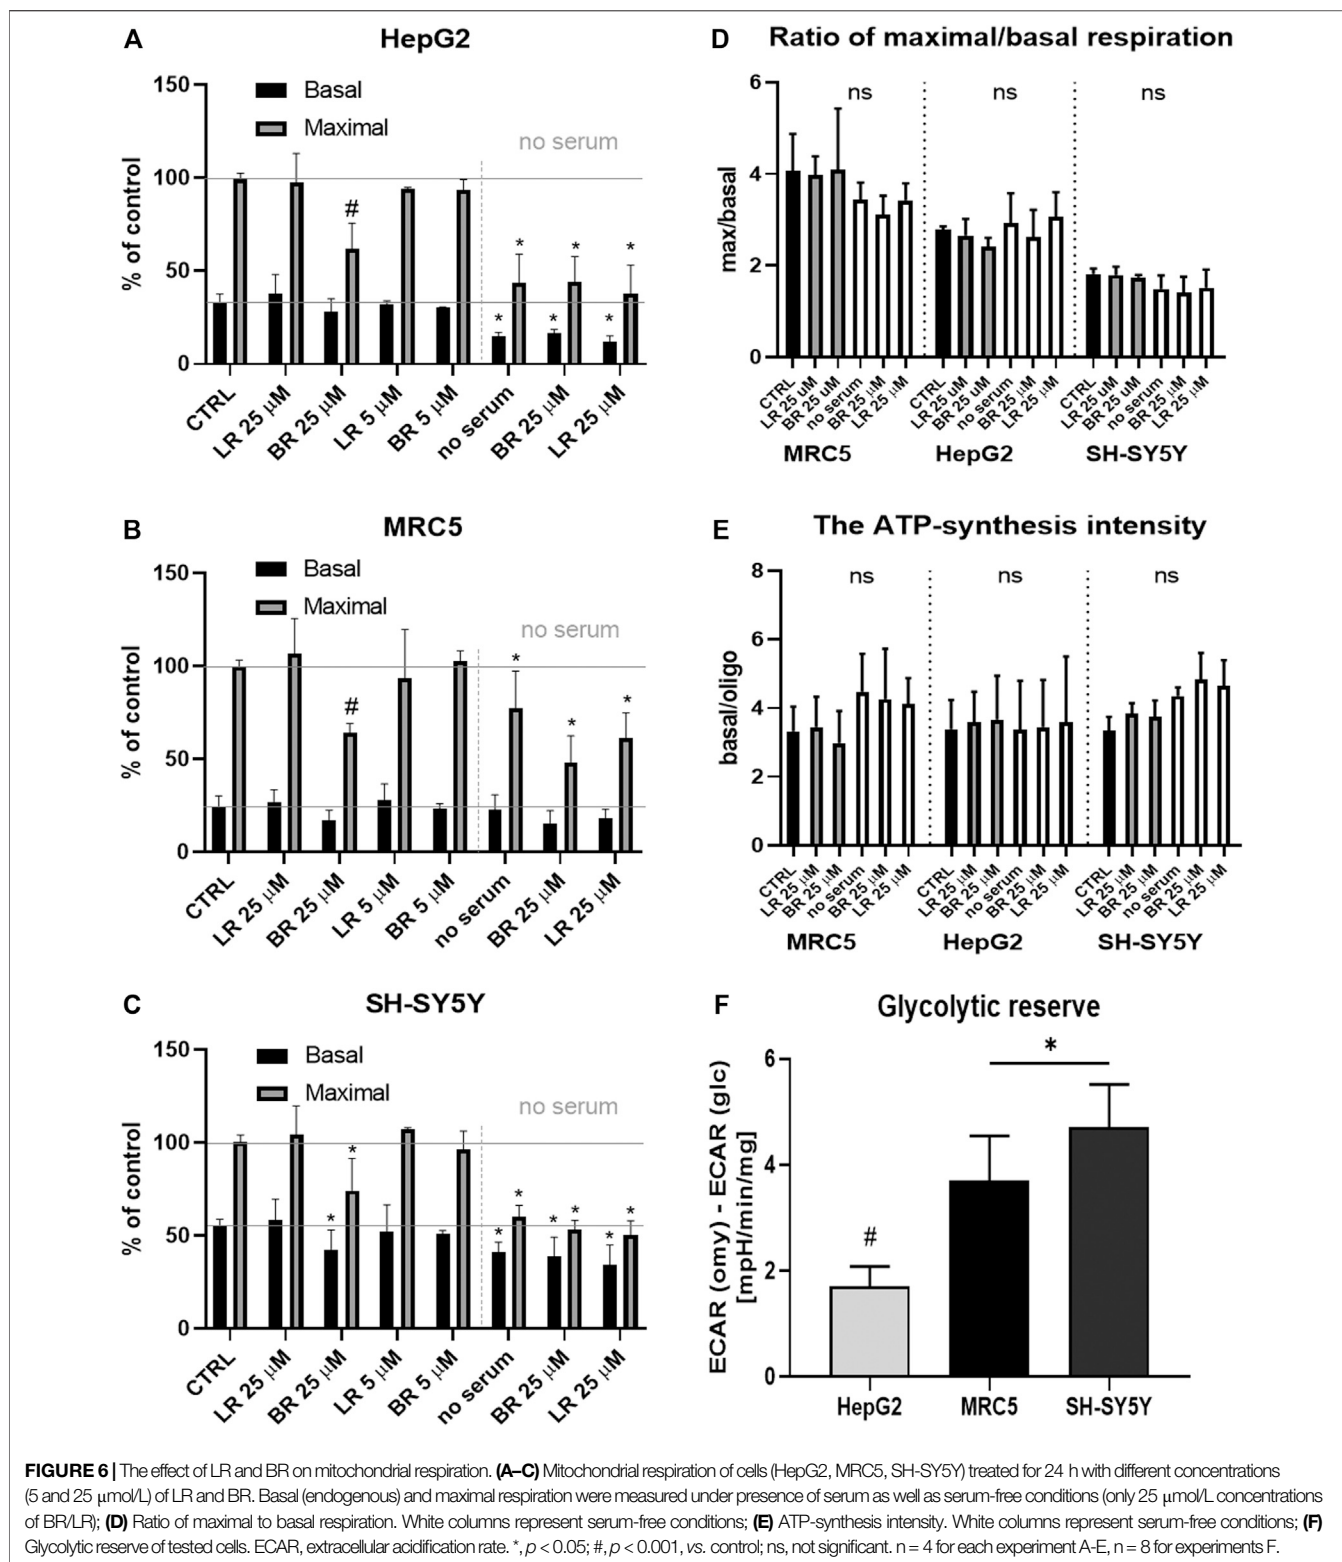 A
HepG2
150
100
50
0
% of control
Basal
Maximal
no serum
#
*
*
*
*
*
*
CTRL
LR 25 μM
BR 25 μM
LR 5 μM
BR 5 μM
no serum
BR 25 μM
LR 25 μM
B
MRC5
150
100
50
0
% of control
Basal
Maximal
no serum
#
*
*
*
CTRL
LR 25 μM
BR 25 μM
LR 5 μM
BR 5 μM
no serum
BR 25 μM
LR 25 μM
C
SH-SY5Y
150
100
50
0
% of control
Basal
Maximal
no serum
*
*
*
*
*
*
*
*
CTRL
LR 25 μM
BR 25 μM
LR 5 μM
BR 5 μM
no serum
BR 25 μM
LR 25 μM
D
Ratio of maximal/basal respiration
6
4
2
0
max/basal
ns
ns
ns
CTRL
LR 25 uM
BR 25 uM
no serum
BR 25 μM
LR 25 μM
CTRL
LR 25 uM
BR 25 uM
no serum
BR 25 μM
LR 25 μM
CTRL
LR 25 uM
BR 25 uM
no serum
BR 25 μM
LR 25 μM
MRC5
HepG2
SH-SY5Y
E
The ATP-synthesis intensity
8
6
4
2
0
basal/oligo
ns
ns
ns
CTRL
LR 25 μM
BR 25 μM
no serum
BR 25 μM
LR 25 μM
CTRL
LR 25 μM
BR 25 μM
no serum
BR 25 μM
LR 25 μM
CTRL
LR 25 μM
BR 25 μM
no serum
BR 25 μM
LR 25 μM
MRC5
HepG2
SH-SY5Y
F
Glycolytic reserve
6
4
2
0
ECAR (omy) - ECAR (glc)
[mpH/min/mg]
#
*
HepG2
MRC5
SH-SY5Y
FIGURE 6 | The effect of LR and BR on mitochondrial respiration. (A–C) Mitochondrial respiration of cells (HepG2, MRC5, SH-SY5Y) treated for 24 h with different concentrations
(5 and 25 μmol/L) of LR and BR. Basal (endogenous) and maximal respiration were measured under presence of serum as well as serum-free conditions (only 25 μmol/L concentrations
of BR/LR); (D) Ratio of maximal to basal respiration. White columns represent serum-free conditions; (E) ATP-synthesis intensity. White columns represent serum-free conditions; (F)
Glycolytic reserve of tested cells. ECAR, extracellular acidification rate. *, p < 0.05; #, p < 0.001, vs. control; ns, not significant. n = 4 for each experiment A-E, n = 8 for experiments F.